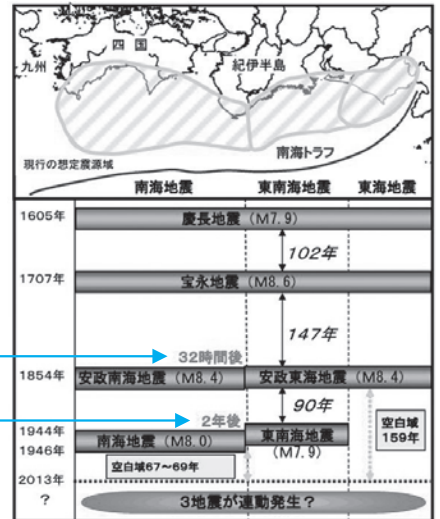 四国
九州
紀伊半島
南海トラフ
現行の想定震源域
南海地震 東南海地震 東海地震
1605年 慶長地震 (M7.9)
102年
1707年 宝永地震 (M8.6)
147年
32時間後
1854年 安政南海地震 (M8.4) 安政東海地震 (M8.4)
90年
2年後
1944年 東南海地震
(M7.9)
1946年 南海地震 (M8.0)
空白域
159年
空白域67～69年
2013年
? 3地震が連動発生?